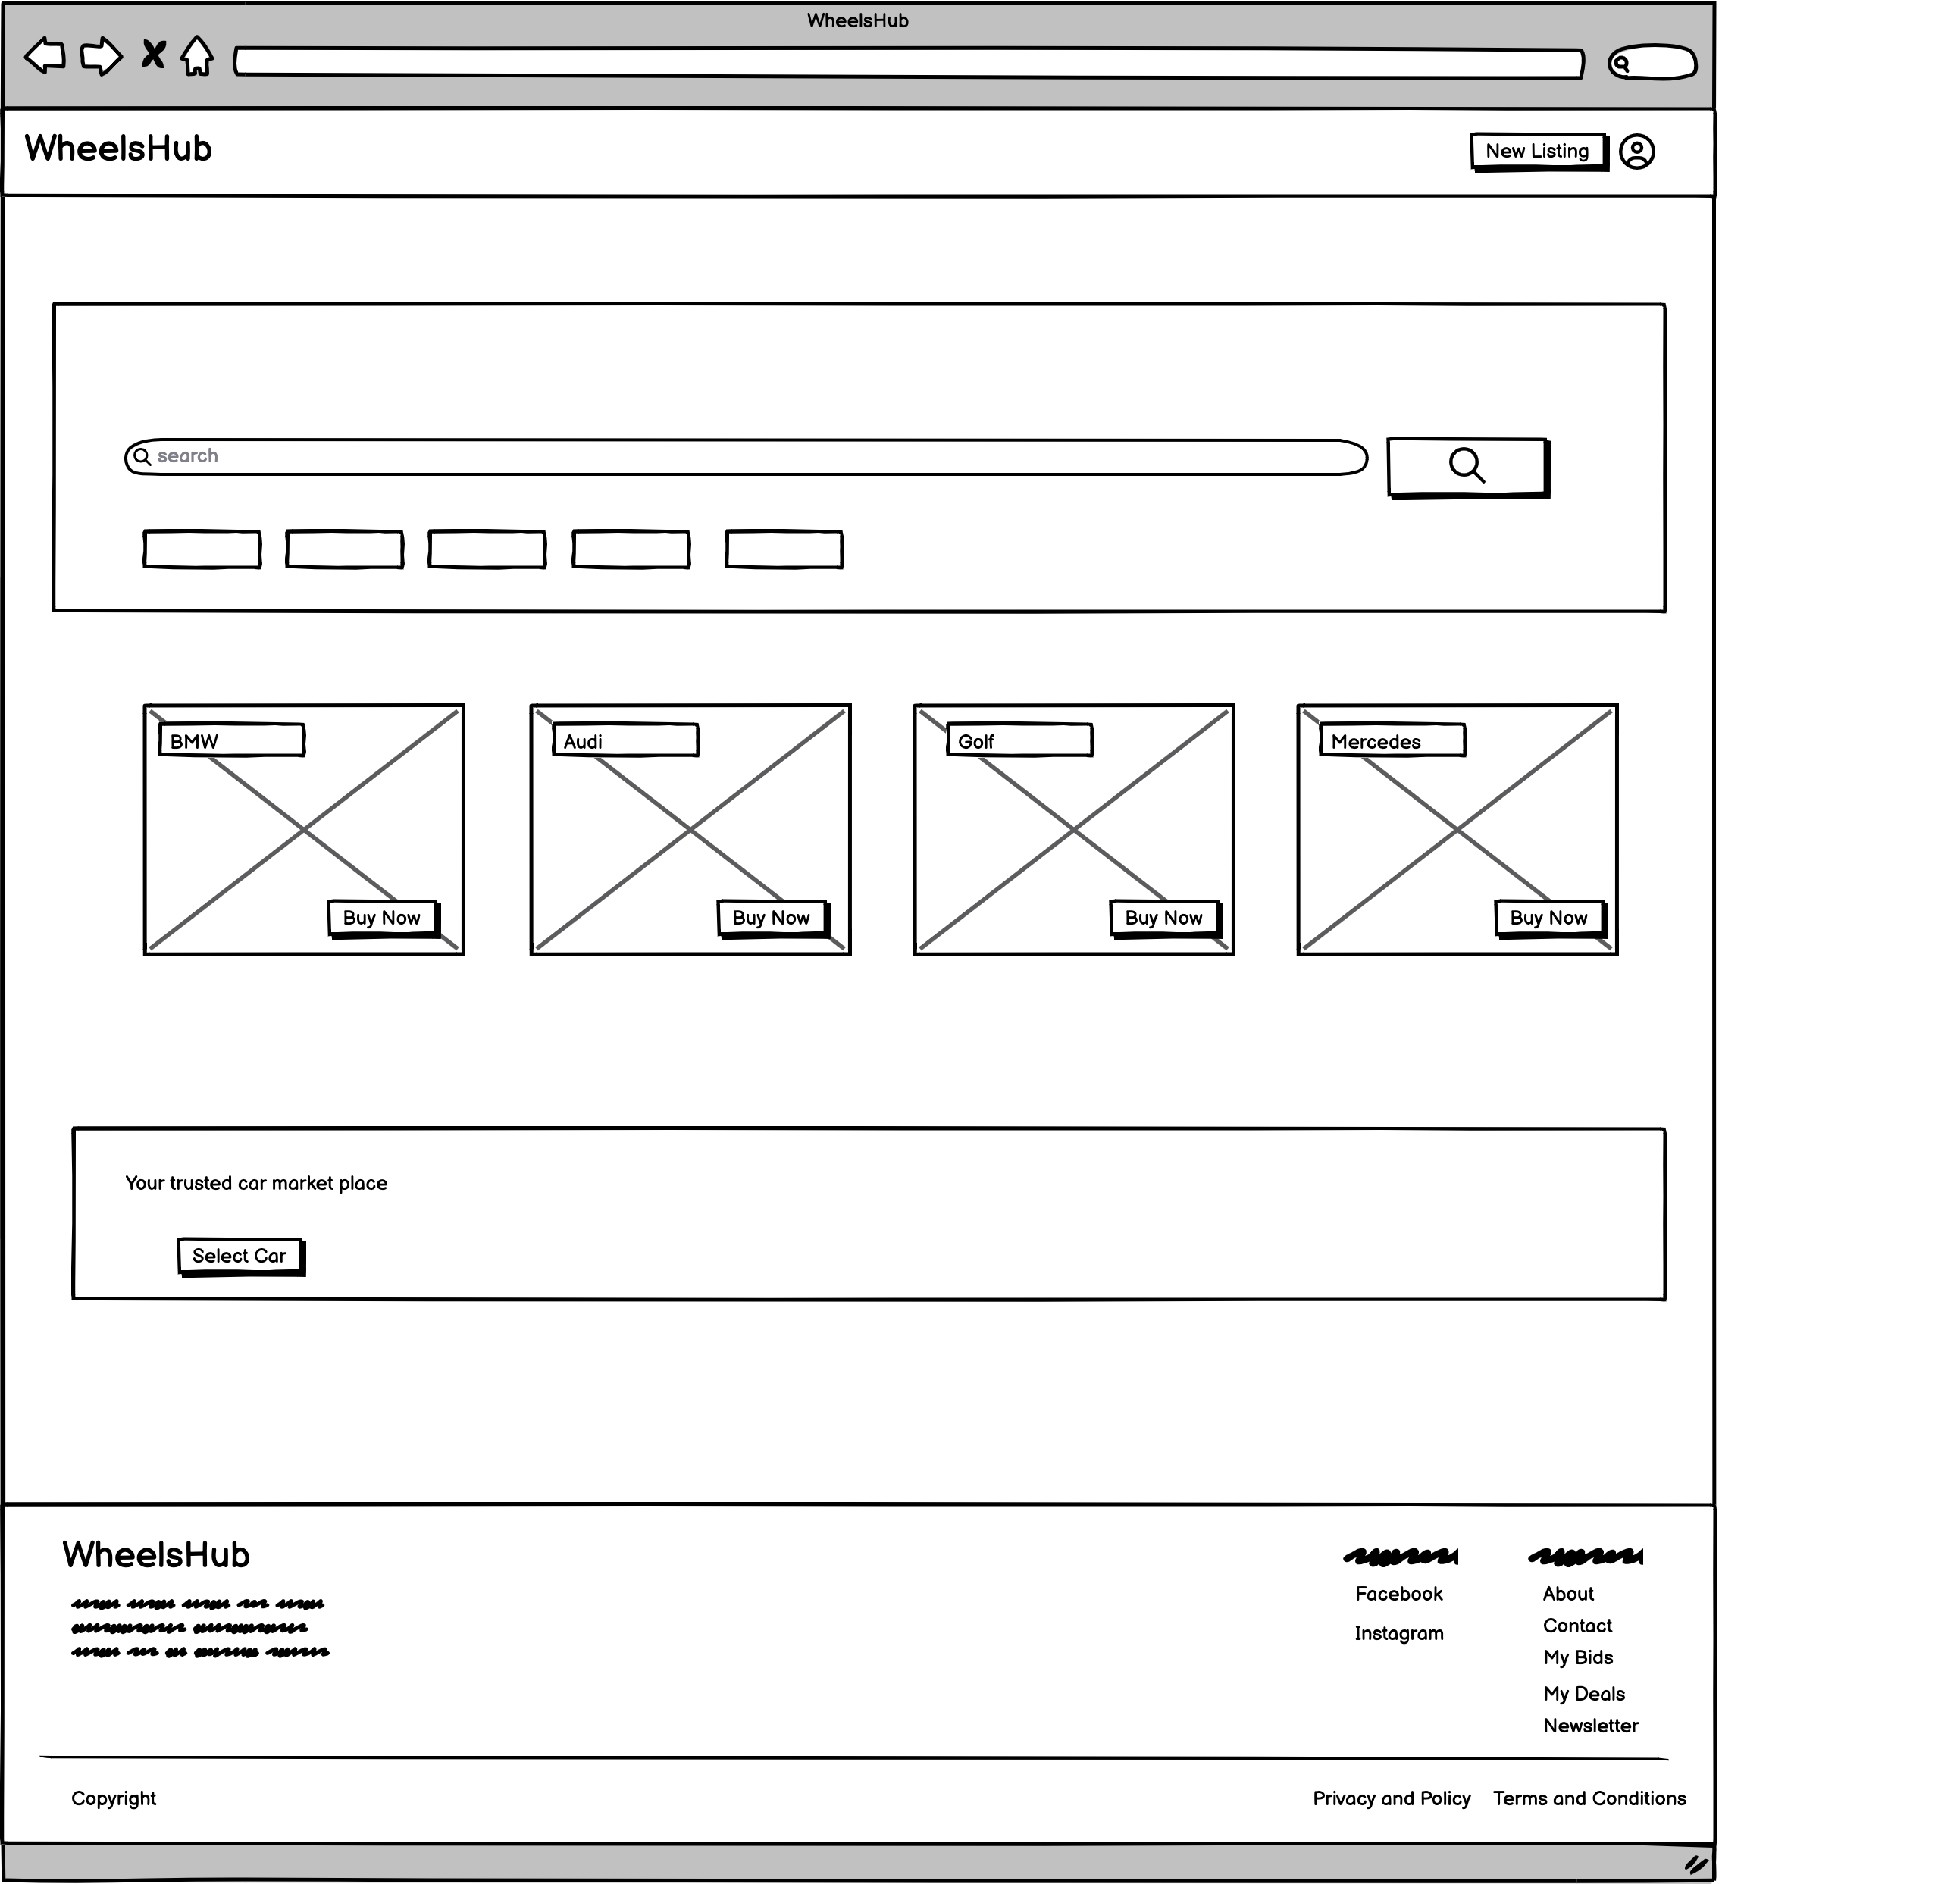 WheelsHub
WheelsHub
New Listing
search
BMW
Audi
Golf
Mercedes
Buy Now
Buy Now
Buy Now
Buy Now
Your trusted car market place
Select Car
WheelsHub
Facebook
Instagram
About
Contact
My Bids
My Deals
Newsletter
Copyright
Privacy and Policy
Terms and Conditions